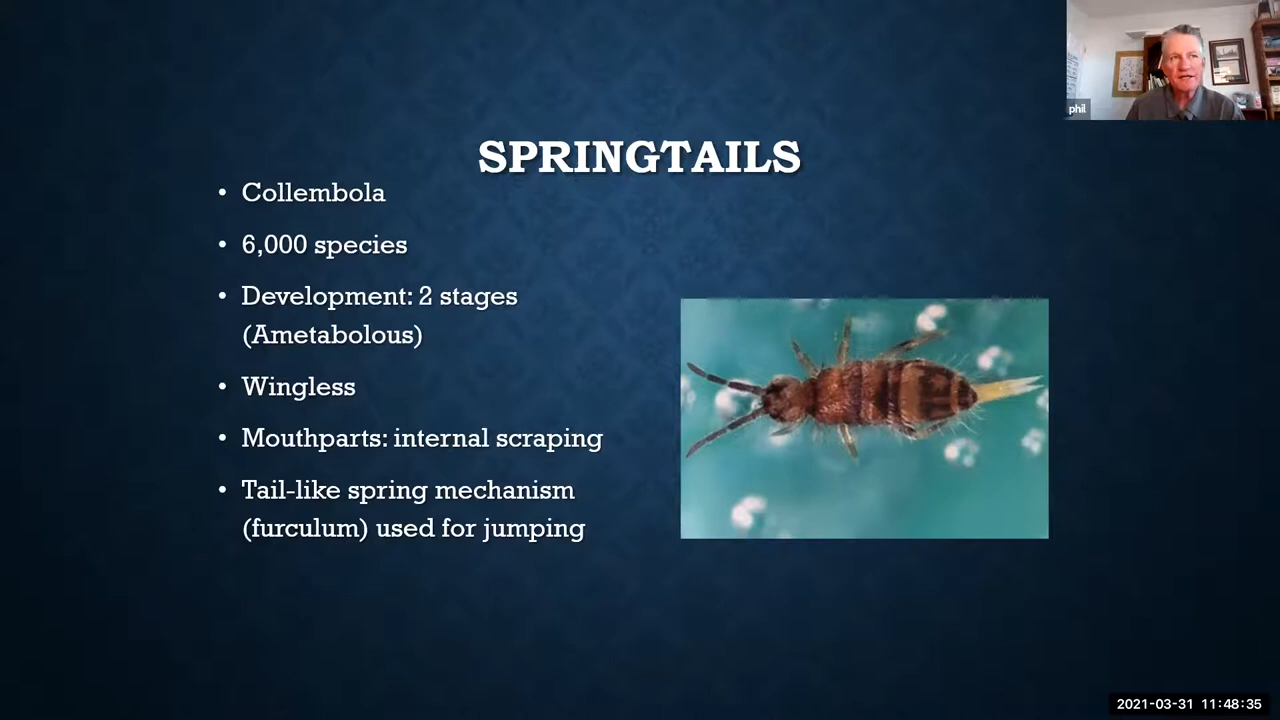 phil
SPRINGTAILS
• Collembola
• 6,000 species
• Development: 2 stages
(Ametabolous)
• Wingless
• Mouthparts: internal scraping
• Tail-like spring mechanism
(furculum) used for jumping
2021-03-31 11:48:35